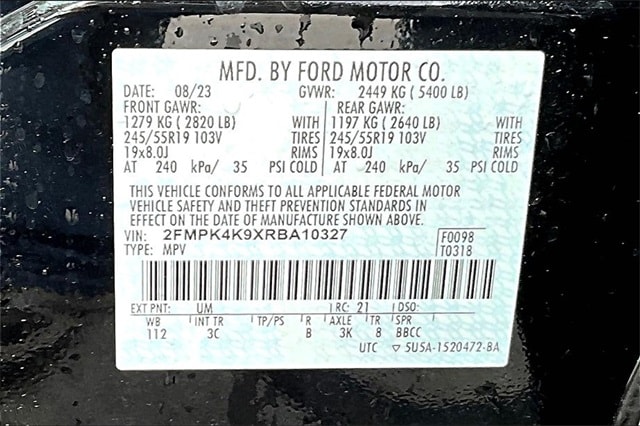 MFD. BY FORD MOTOR CO.
DATE: 08/23 GVWR: 2449 KG ( 5400 LB)
FRONT GAWR: REAR GAWR:
1279 KG ( 2820 LB) WITH 1197 KG ( 2640 LB) WITH
245/55R19 103V TIRES 245/55R19 103V TIRES
19x8.0J RIMS 19x8.0J RIMS
AT 240 kPa/ 35 PSI COLD AT 240 kPa/ 35 PSI COLD
THIS VEHICLE CONFORMS TO ALL APPLICABLE FEDERAL MOTOR
VEHICLE SAFETY AND THEFT PREVENTION STANDARDS IN
EFFECT ON THE DATE OF MANUFACTURE SHOWN ABOVE.
VIN: 2FMPK4K9XRBA10327 F0098
TYPE: MPV T0318
EXT PNT: UM RC: 21 DSO:
WB INT TR TP/PS R AXLE TR SPR
112 3C B 3K 8 BBCC
UTC ▽ 5U5A-1520472-BA